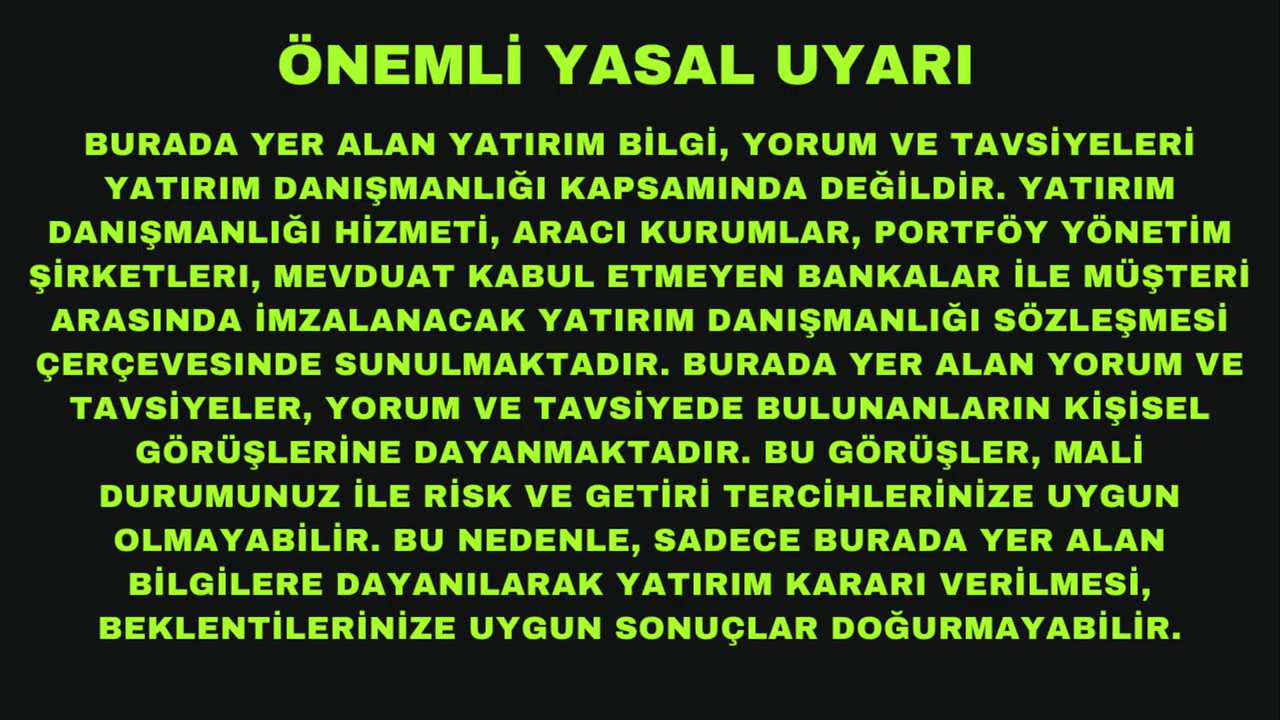 ÖNEMLİ YASAL UYARI
BURADA YER ALAN YATIRIM BİLGİ, YORUM VE TAVSİYELERİ
YATIRIM DANIŞMANLIĞI KAPSAMINDA DEĞİLDİR. YATIRIM
DANIŞMANLIĞI HİZMETİ, ARACI KURUMLAR, PORTFÖY YÖNETİM
ŞİRKETLERI, MEVDUAT KABUL ETMEYEN BANKALAR İLE MÜŞTERİ
ARASINDA İMZALANACAK YATIRIM DANIŞMANLIĞI SÖZLEŞMESİ
ÇERÇEVESINDE SUNULMAKTADIR. BURADA YER ALAN YORUM VE
TAVSİYELER, YORUM VE TAVSİYEDE BULUNANLARIN KİŞİSEL
GÖRÜŞLERİNE DAYANMAKTADIR. BU GÖRÜŞLER, MALİ
DURUMUNUZ İLE RİSK VE GETİRİ TERCİHLERİNİZE UYGUN
OLMAYABİLİR. BU NEDENLE, SADECE BURADA YER ALAN
BİLGİLERE DAYANILARAK YATIRIM KARARI VERİLMESİ,
BEKLENTİLERİNİZE UYGUN SONUÇLAR DOĞURMAYABİLİR.